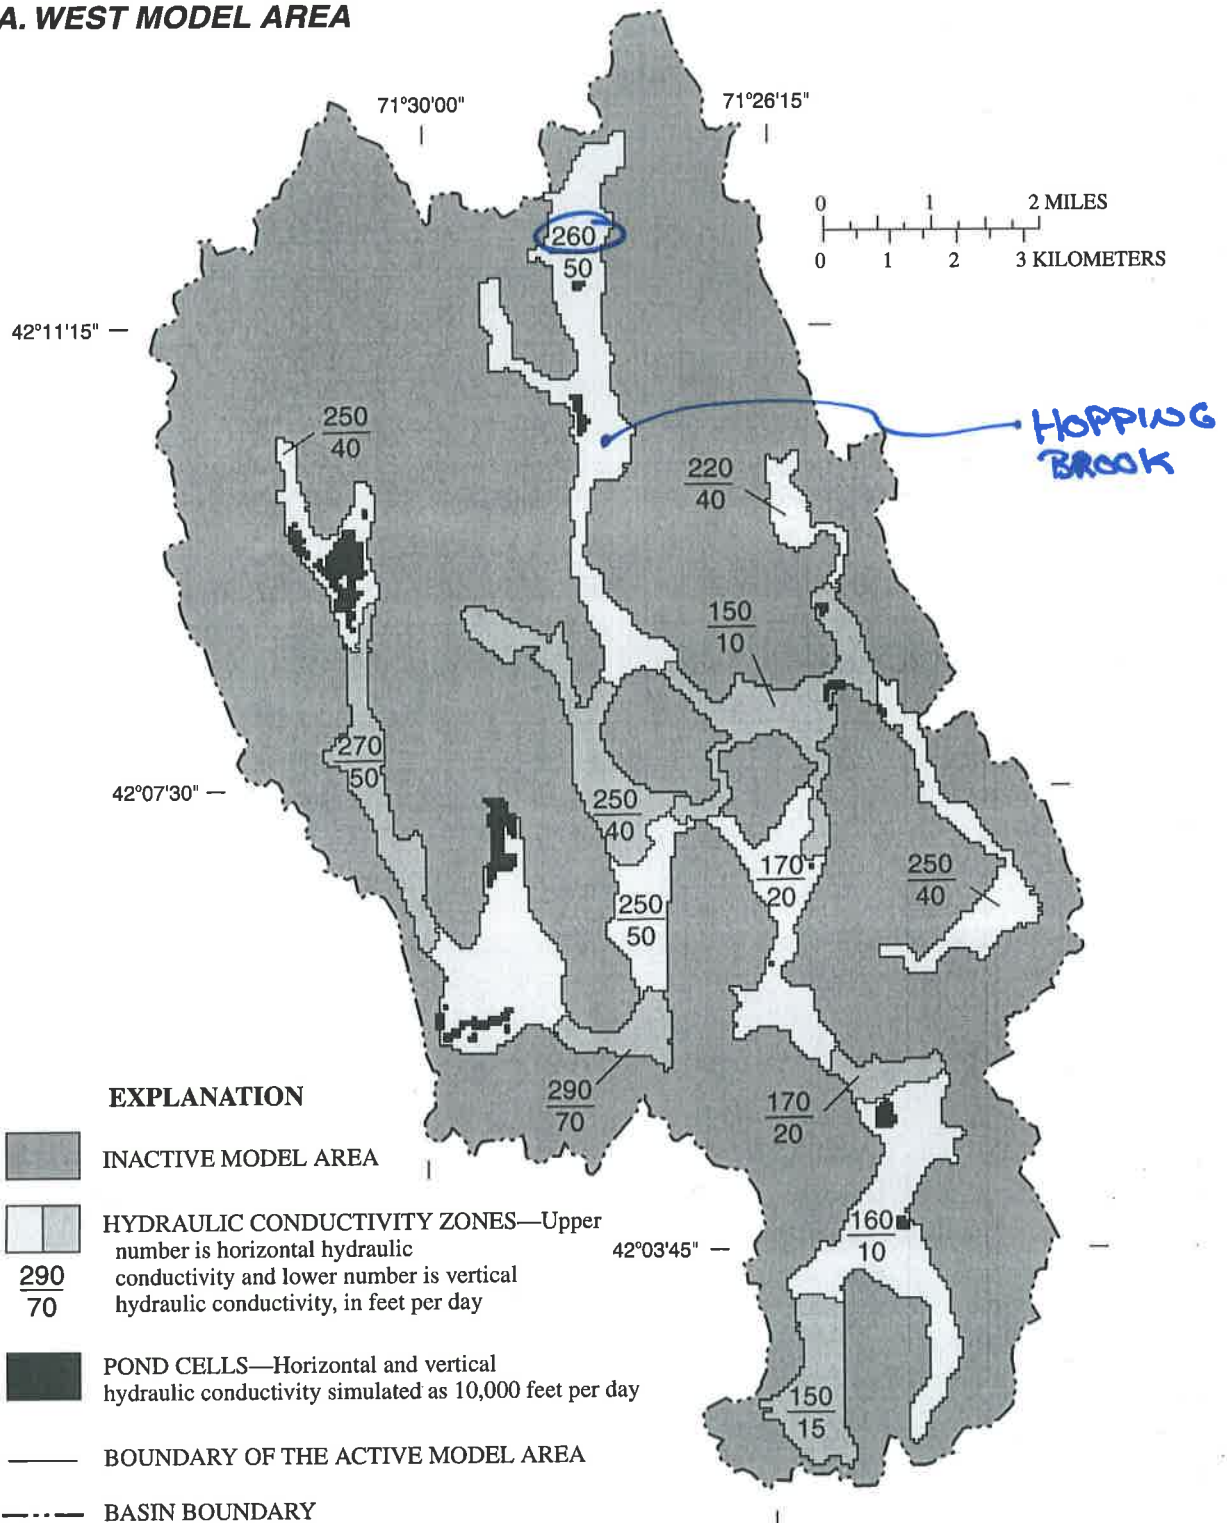 A. WEST MODEL AREA
71°30'00"
71°26'15"
0 1 2 MILES
0 1 2 3 KILOMETERS
260
50
42°11'15"
250
40
HOPPING
BROOK
220
40
150
10
270
50
42°07'30"
250
40
170
20
250
40
250
50
290
70
170
20
EXPLANATION
INACTIVE MODEL AREA
HYDRAULIC CONDUCTIVITY ZONES—Upper
number is horizontal hydraulic
conductivity and lower number is vertical
hydraulic conductivity, in feet per day
290
70
42°03'45"
160
10
POND CELLS—Horizontal and vertical
hydraulic conductivity simulated as 10,000 feet per day
150
15
BOUNDARY OF THE ACTIVE MODEL AREA
BASIN BOUNDARY